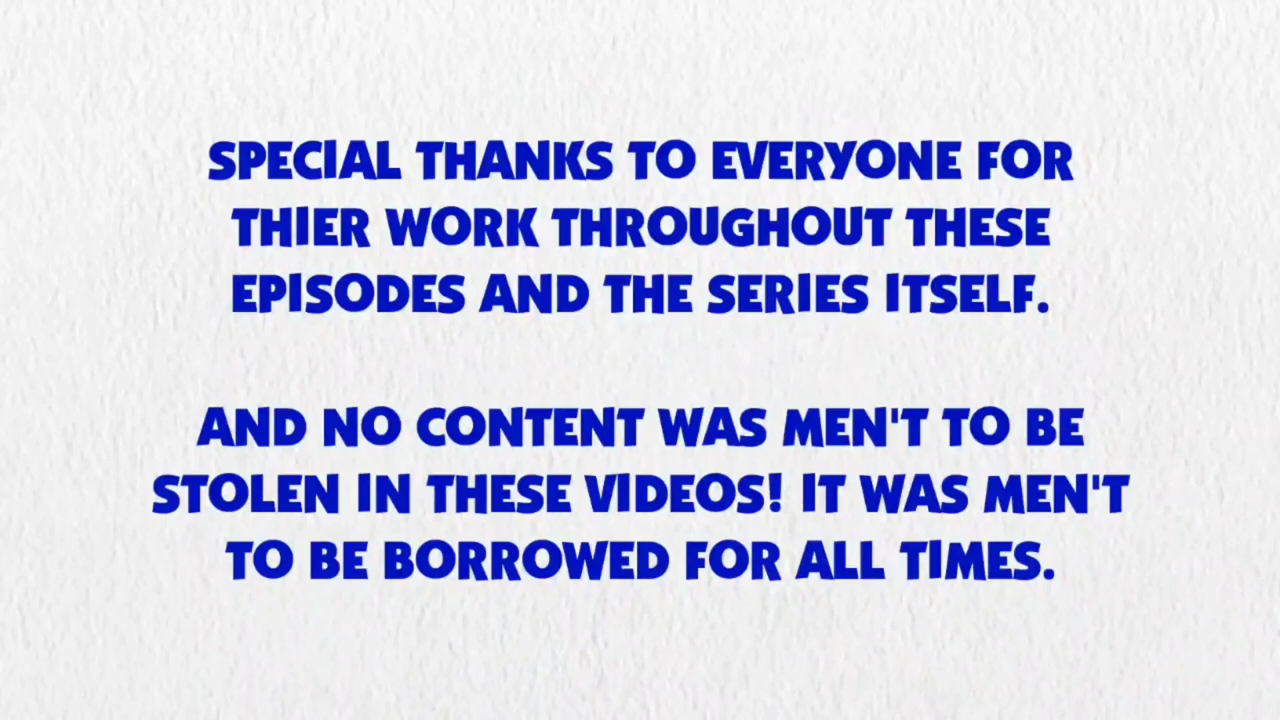 SPECIAL THANKS TO EVERYONE FOR
THIER WORK THROUGHOUT THESE
EPISODES AND THE SERIES ITSELF.
AND NO CONTENT WAS MEN'T TO BE
STOLEN IN THESE VIDEOS! IT WAS MEN'T
TO BE BORROWED FOR ALL TIMES.